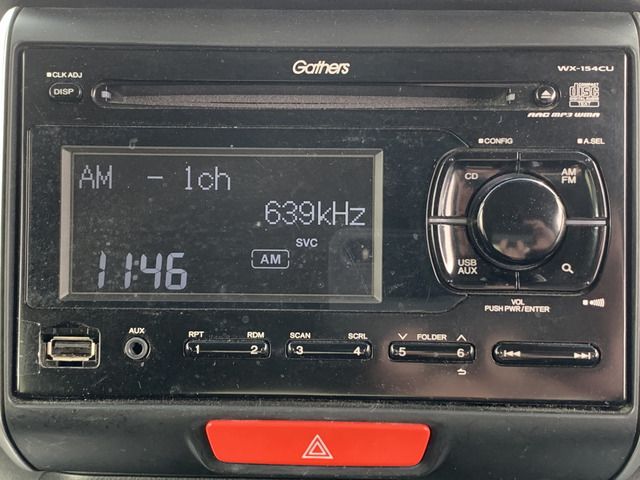 Gathers
WX-154CU
CLK ADJ
DISP
disc
TEXT
AAC MP3 WMA
CONFIG
A.SEL
CD
AM
FM
USB
AUX
VOL
PUSH PWR/ENTER
AM - 1ch
639kHz
SVC
AM
11:46
AUX
RPT RDM
1 2
SCAN SCRL
3 4
FOLDER
5 6